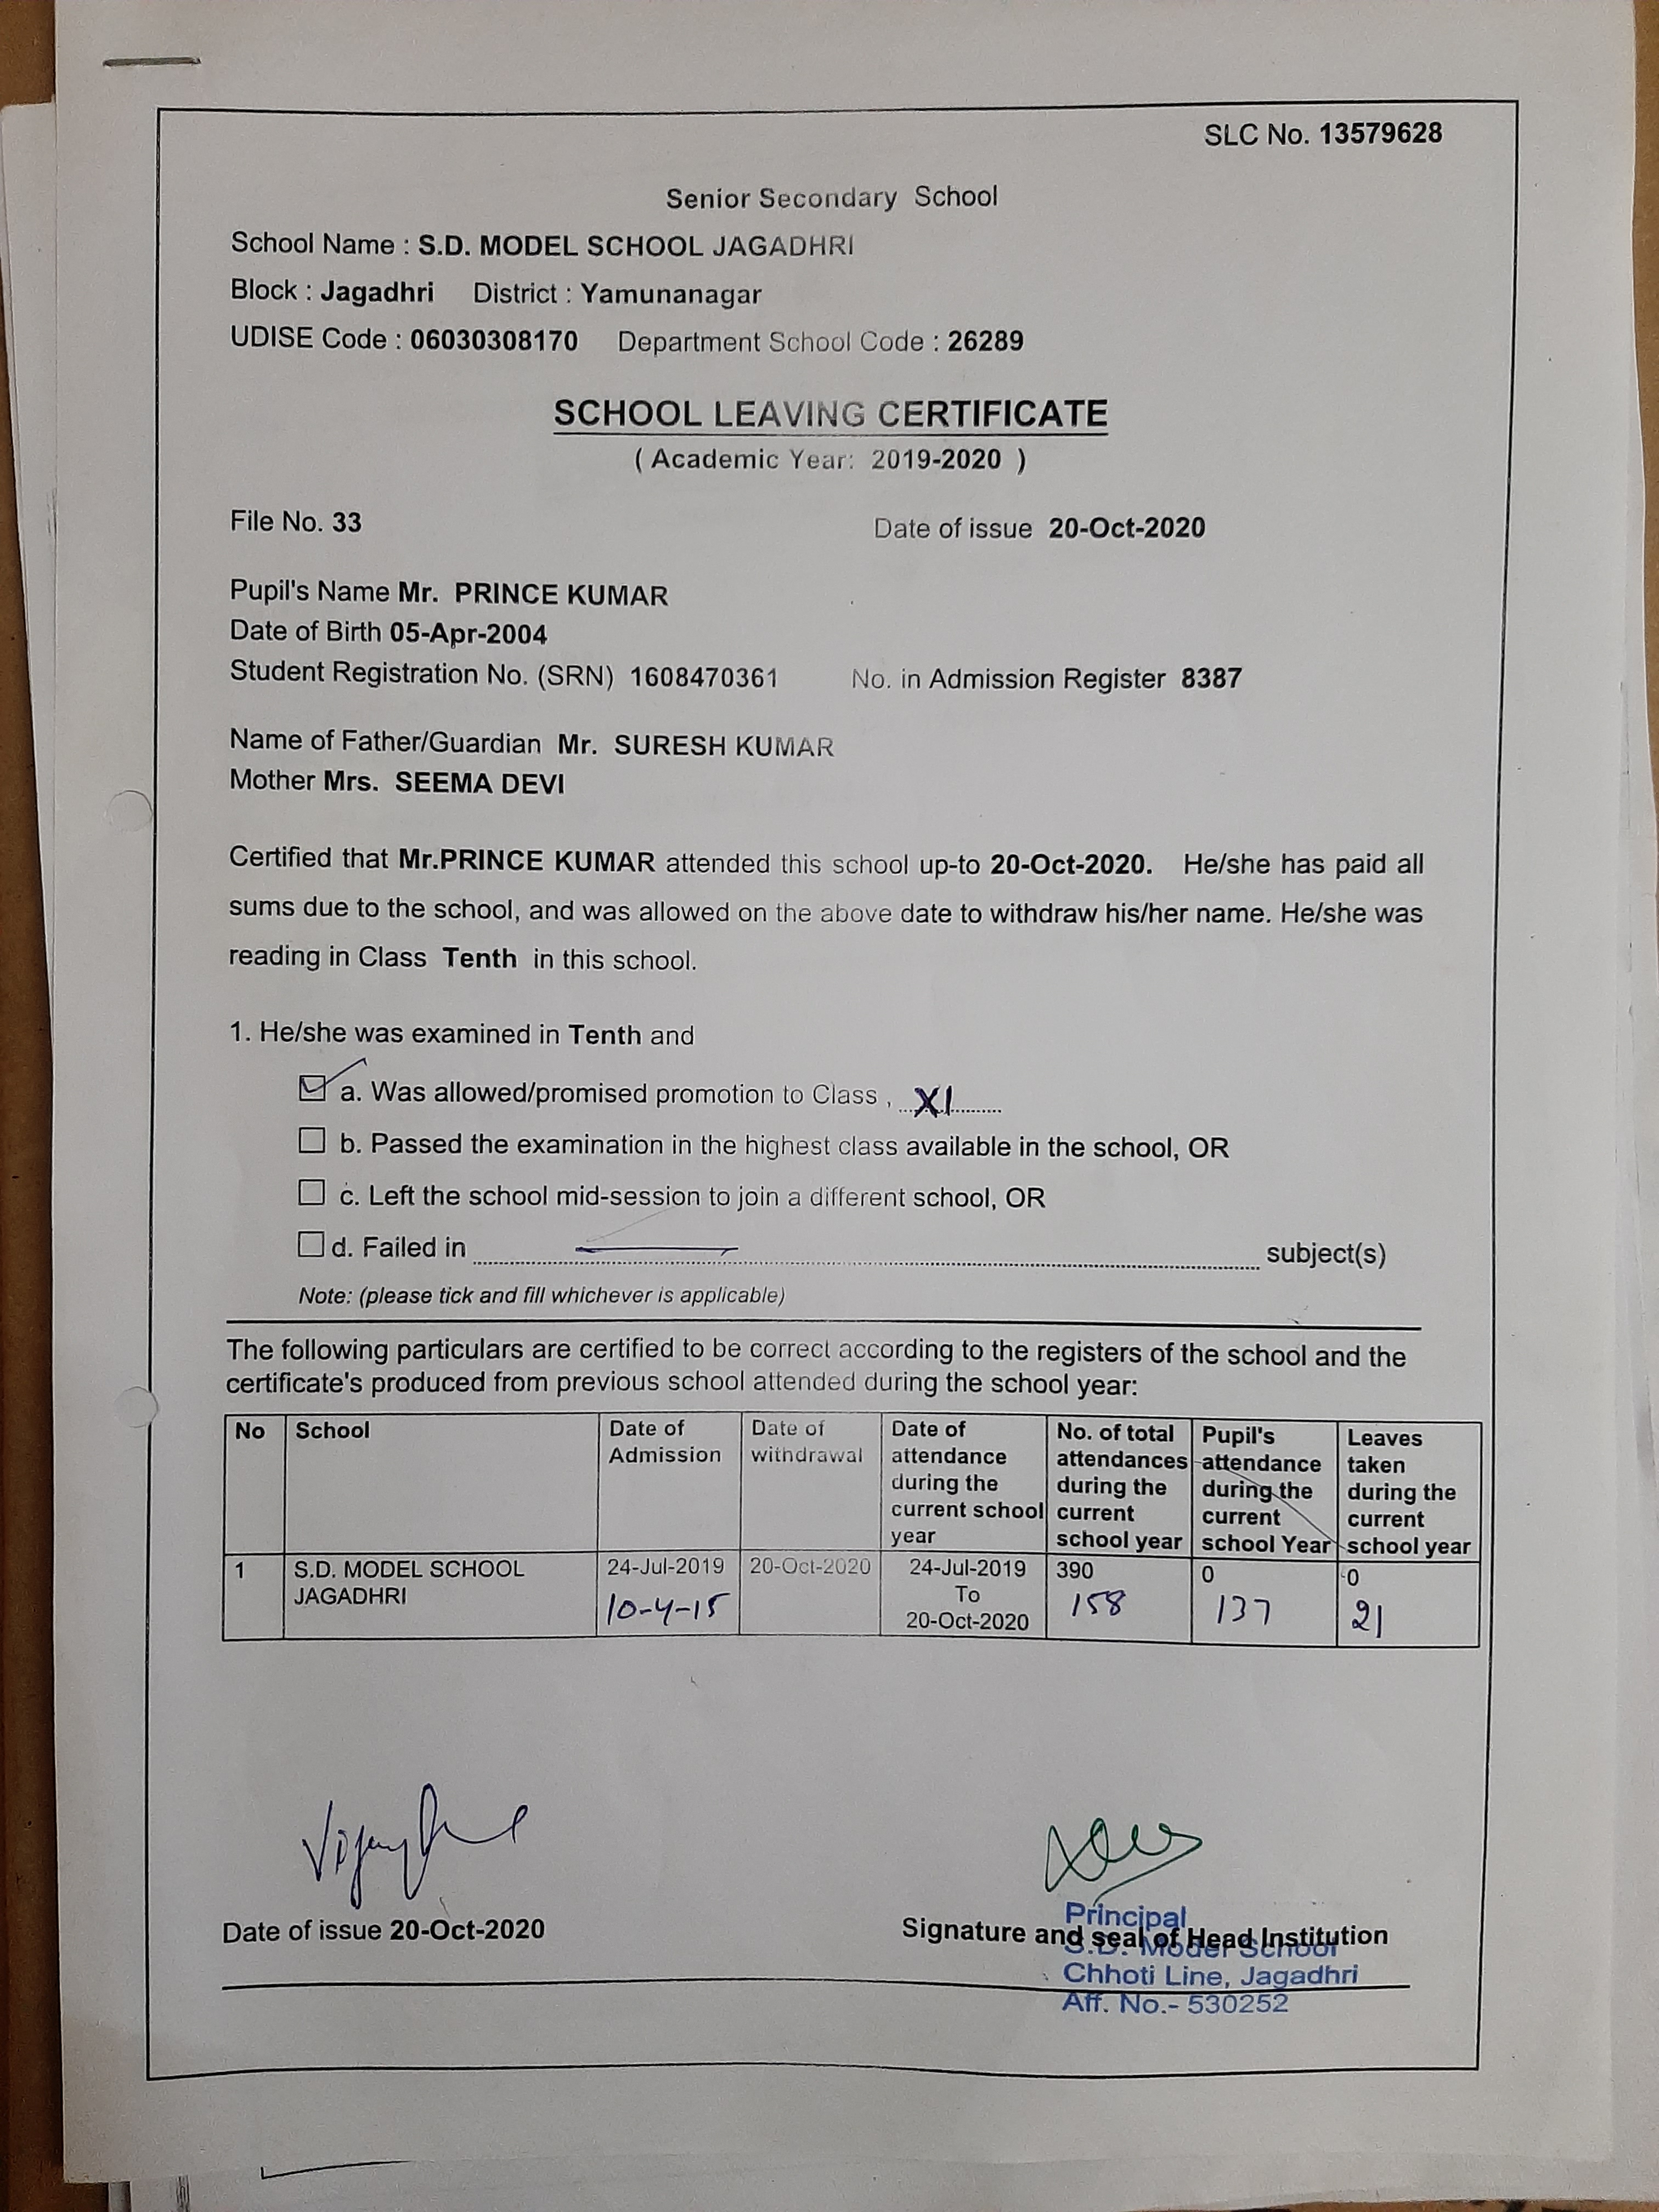 SLC No. 13579628
Senior Secondary School
School Name : S.D. MODEL SCHOOL JAGADHRI
Block : Jagadhri District : Yamunanagar
UDISE Code : 06030308170 Department School Code : 26289
SCHOOL LEAVING CERTIFICATE
( Academic Year: 2019-2020 )
File No. 33 Date of issue 20-Oct-2020
Pupil's Name Mr. PRINCE KUMAR
Date of Birth 05-Apr-2004
Student Registration No. (SRN) 1608470361 No. in Admission Register 8387
Name of Father/Guardian Mr. SURESH KUMAR
Mother Mrs. SEEMA DEVI
Certified that Mr.PRINCE KUMAR attended this school up-to 20-Oct-2020. He/she has paid all
sums due to the school, and was allowed on the above date to withdraw his/her name. He/she was
reading in Class Tenth in this school.
1. He/she was examined in Tenth and
a. Was allowed/promised promotion to Class , XI
b. Passed the examination in the highest class available in the school, OR
c. Left the school mid-session to join a different school, OR
d. Failed in subject(s)
Note: (please tick and fill whichever is applicable)
The following particulars are certified to be correct according to the registers of the school and the
certificate's produced from previous school attended during the school year:
No School Date of Admission Date of withdrawal Date of attendance during the current school year No. of total attendances during the current school year Pupil's attendance during the current school Year Leaves taken during the current school year
1 S.D. MODEL SCHOOL JAGADHRI 24-Jul-2019 20-Oct-2020 24-Jul-2019 To 20-Oct-2020 390 0 0
10-4-15 158 137 21
Date of issue 20-Oct-2020
Signature and seal of Head Institution
Principal
S.D. Model School
Chhoti Line, Jagadhri
Aff. No.- 530252